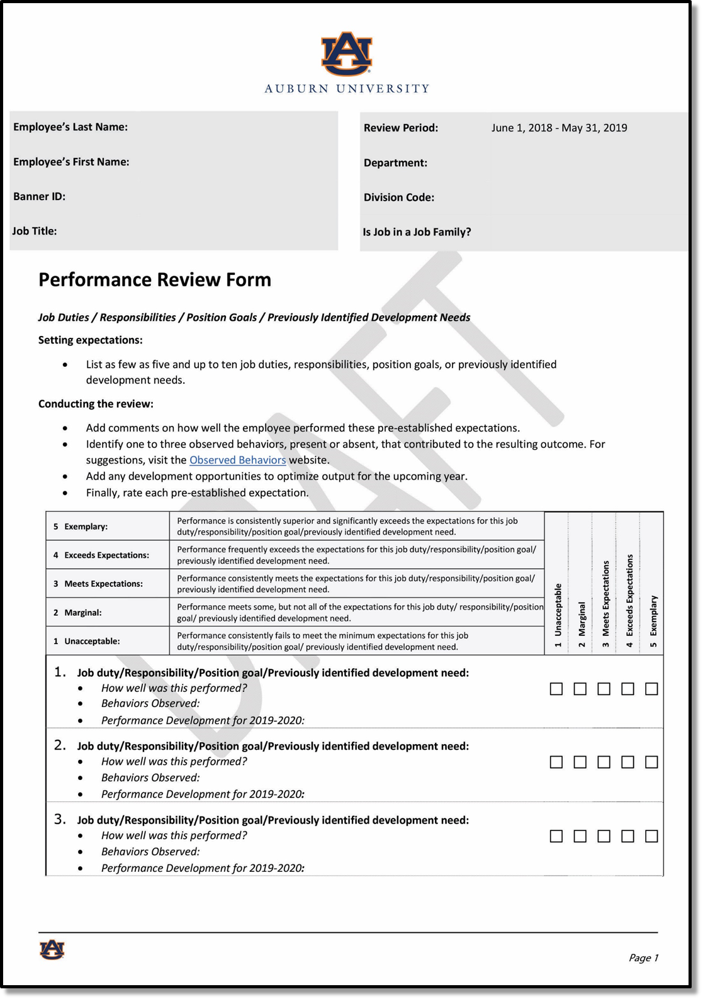 AUBURN UNIVERSITY
Employee's Last Name:
Employee's First Name:
Banner ID:
Job Title:
Review Period: June 1, 2018 - May 31, 2019
Department:
Division Code:
Is Job in a Job Family?
DRAFT
Performance Review Form
Job Duties / Responsibilities / Position Goals / Previously Identified Development Needs
Setting expectations:
• List as few as five and up to ten job duties, responsibilities, position goals, or previously identified
development needs.
Conducting the review:
• Add comments on how well the employee performed these pre-established expectations.
• Identify one to three observed behaviors, present or absent, that contributed to the resulting outcome. For
suggestions, visit the Observed Behaviors website.
• Add any development opportunities to optimize output for the upcoming year.
• Finally, rate each pre-established expectation.
5 Exemplary:
Performance is consistently superior and significantly exceeds the expectations for this job
duty/responsibility/position goal/previously identified development need.
4 Exceeds Expectations:
Performance frequently exceeds the expectations for this job duty/responsibility/position goal/
previously identified development need.
3 Meets Expectations:
Performance consistently meets the expectations for this job duty/responsibility/position goal/
previously identified development need.
2 Marginal:
Performance meets some, but not all of the expectations for this job duty/ responsibility/position
goal/ previously identified development need.
1 Unacceptable:
Performance consistently fails to meet the minimum expectations for this job
duty/responsibility/position goal/ previously identified development need.
1 Unacceptable
2 Marginal
3 Meets Expectations
4 Exceeds Expectations
5 Exemplary
1. Job duty/Responsibility/Position goal/Previously identified development need:
• How well was this performed?
• Behaviors Observed:
• Performance Development for 2019-2020:
2. Job duty/Responsibility/Position goal/Previously identified development need:
• How well was this performed?
• Behaviors Observed:
• Performance Development for 2019-2020:
3. Job duty/Responsibility/Position goal/Previously identified development need:
• How well was this performed?
• Behaviors Observed:
• Performance Development for 2019-2020:
Page 1